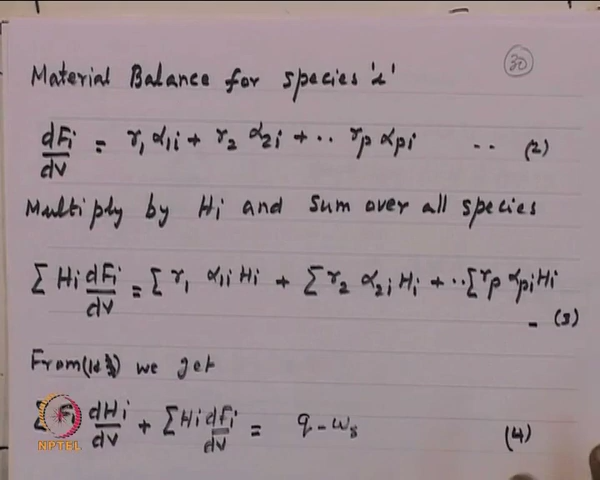 30
Material Balance for species 'i'
dFi/dV = r1 α1i + r2 α2i + ·· rp αpi ·· (2)
Multiply by Hi and sum over all species
Σ Hi dFi/dV = Σ r1 α1i Hi + Σ r2 α2i Hi + ·· Σ rp αpi Hi
- (3)
From we get
Σ Fi dHi/dV + Σ Hi dFi/dV = q - ws (4)
NPTEL